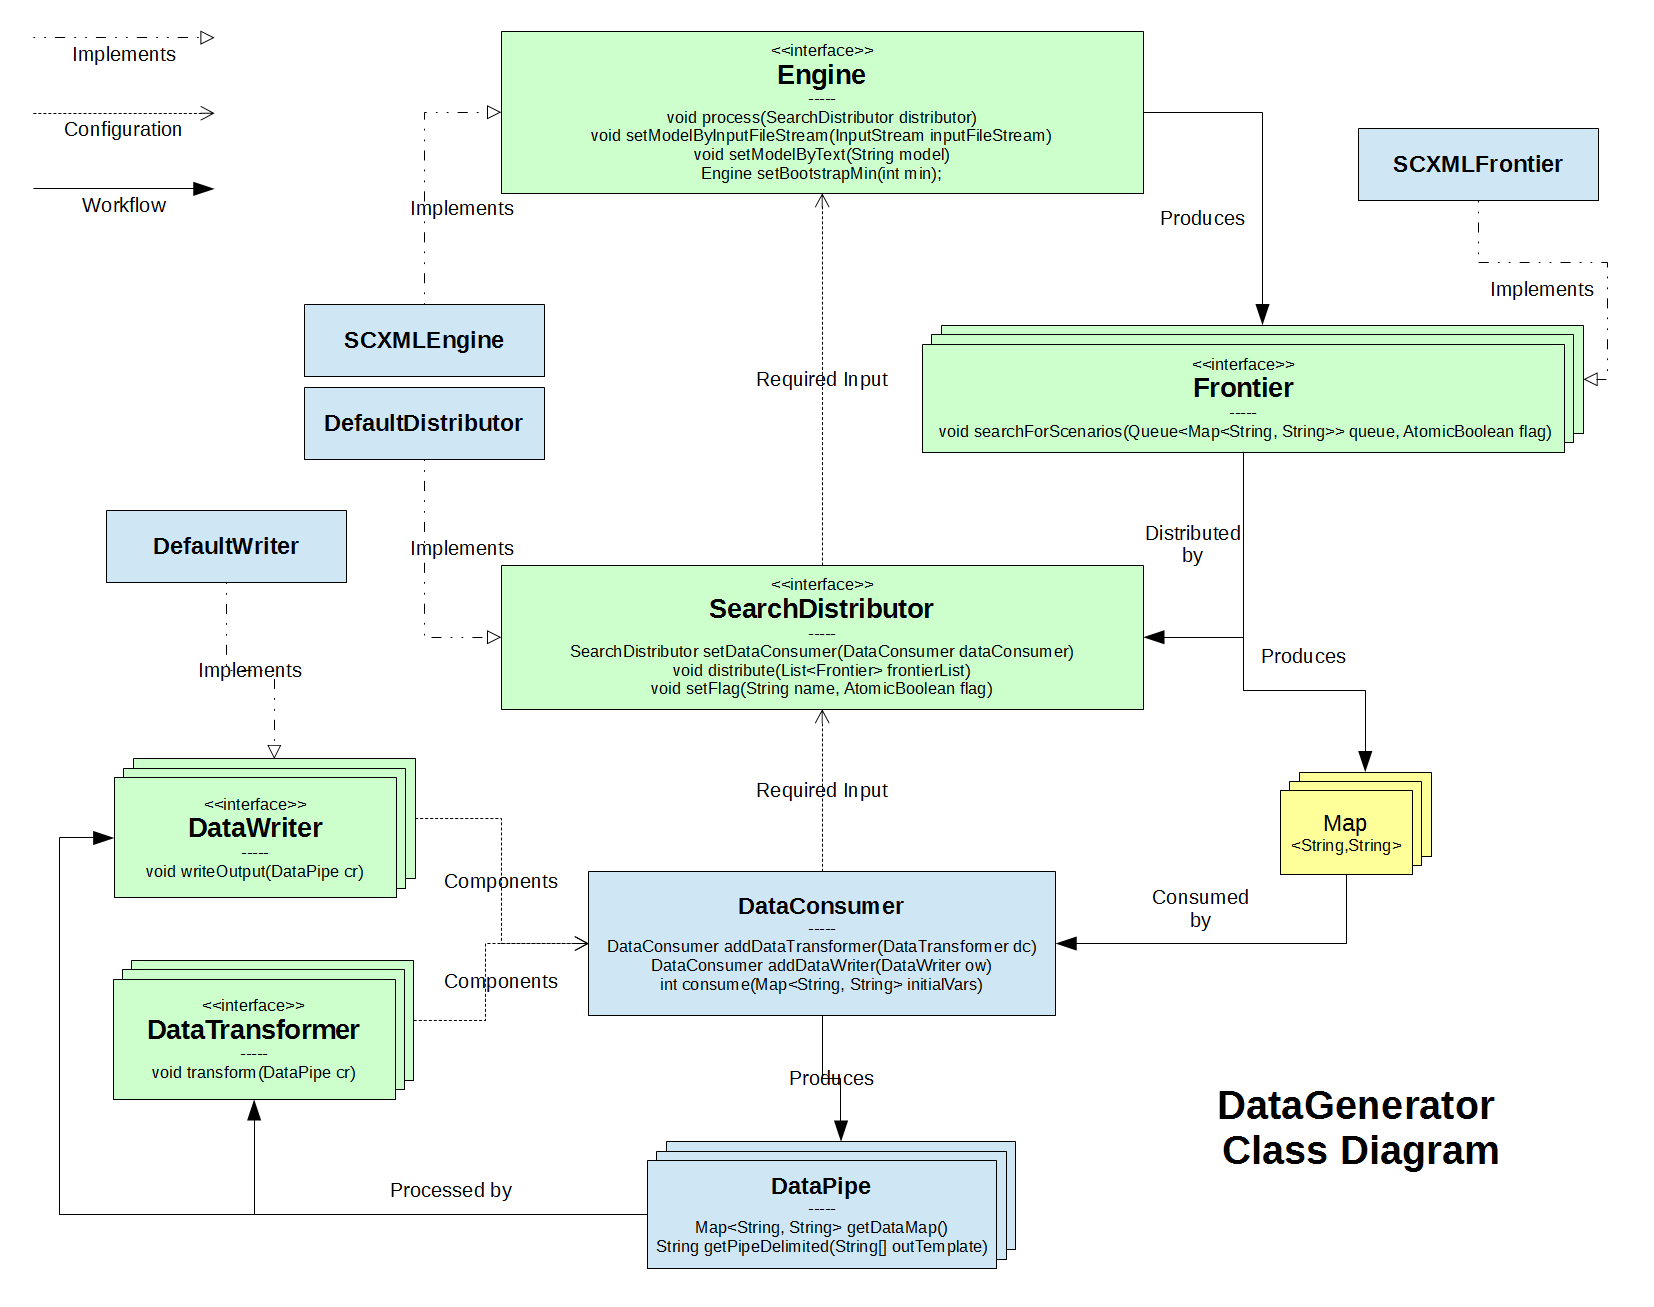 Implements
Configuration
Workflow
<<interface>>
Engine
-----
void process(SearchDistributor distributor)
void setModelByInputFileStream(InputStream inputFileStream)
void setModelByText(String model)
Engine setBootstrapMin(int min);
SCXMLFrontier
Implements
Produces
Implements
SCXMLEngine
DefaultDistributor
Required Input
<<interface>>
Frontier
-----
void searchForScenarios(Queue<Map<String, String>> queue, AtomicBoolean flag)
DefaultWriter
Implements
Distributed
by
<<interface>>
SearchDistributor
-----
SearchDistributor setDataConsumer(DataConsumer dataConsumer)
void distribute(List<Frontier> frontierList)
void setFlag(String name, AtomicBoolean flag)
Produces
Implements
Required Input
<<interface>>
DataWriter
-----
void writeOutput(DataPipe cr)
Map
<String,String>
Components
Consumed
by
DataConsumer
-----
DataConsumer addDataTransformer(DataTransformer dc)
DataConsumer addDataWriter(DataWriter ow)
int consume(Map<String, String> initialVars)
Components
<<interface>>
DataTransformer
-----
void transform(DataPipe cr)
Produces
DataGenerator
Class Diagram
Processed by
DataPipe
-----
Map<String, String> getDataMap()
String getPipeDelimited(String[] outTemplate)